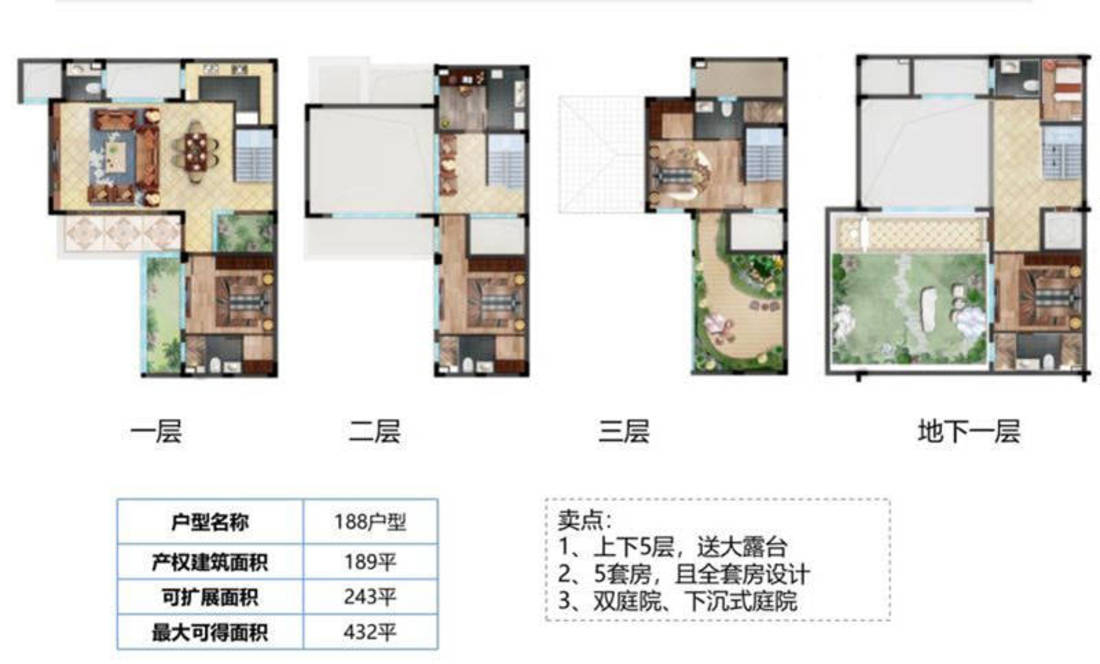 一层
二层
三层
地下一层
户型名称 188户型
产权建筑面积 189平
可扩展面积 243平
最大可得面积 432平
卖点：
1、上下5层，送大露台
2、5套房，且全套房设计
3、双庭院、下沉式庭院